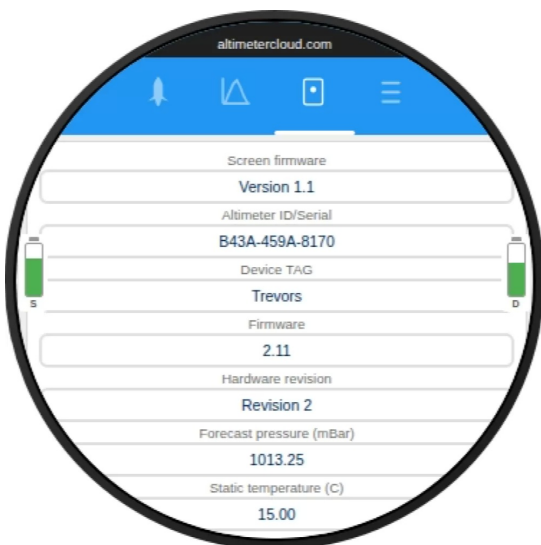 altimetercloud.com
Screen firmware
Version 1.1
Altimeter ID/Serial
B43A-459A-8170
Device TAG
Trevors
Firmware
2.11
Hardware revision
Revision 2
Forecast pressure (mBar)
1013.25
Static temperature (C)
15.00
S
D